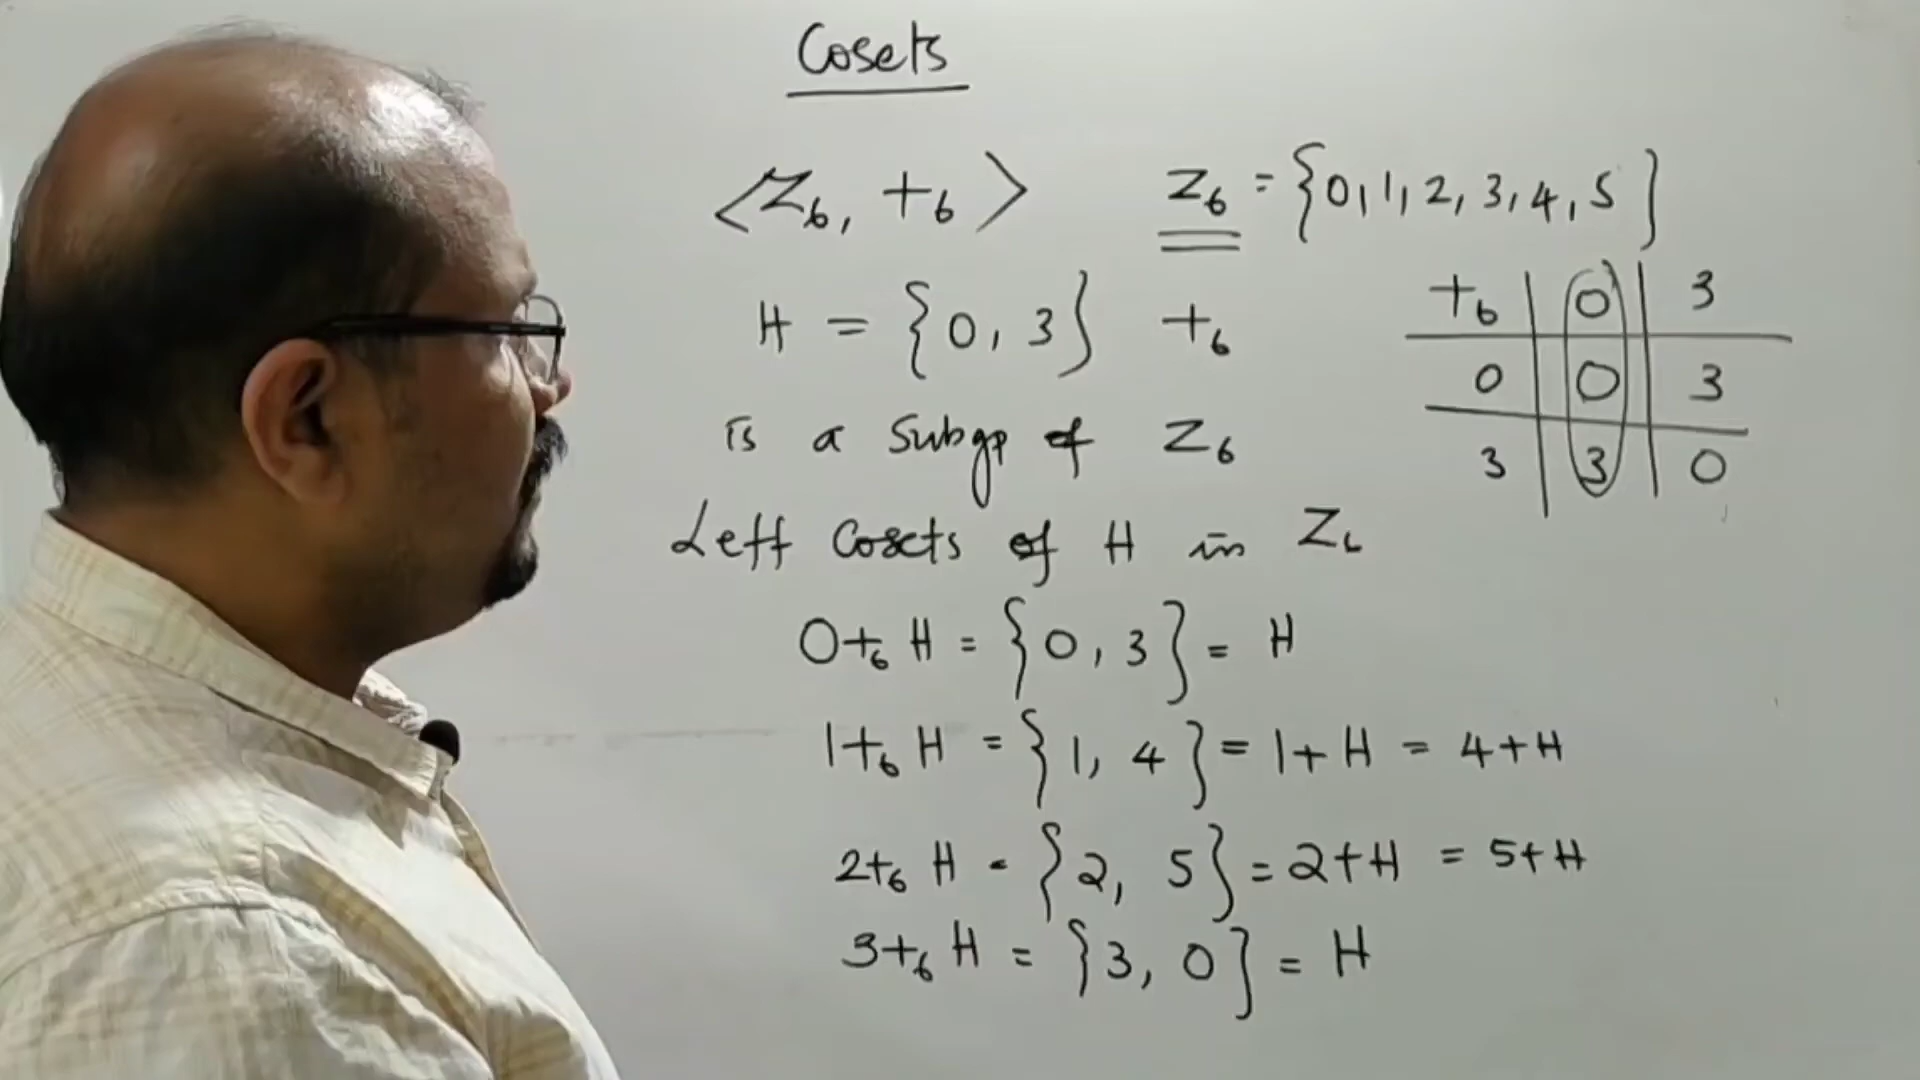 Cosets
<Z₆, +₆> Z₆ = {0, 1, 2, 3, 4, 5}
H = {0, 3} +₆
is a Subgp of Z₆
Left Cosets of H in Z₆
0+₆ H = {0, 3} = H
1+₆ H = {1, 4} = 1+H = 4+H
2+₆ H = {2, 5} = 2+H = 5+H
3+₆ H = {3, 0} = H
+₆ | 0 | 3
0 | 0 | 3
3 | 3 | 0